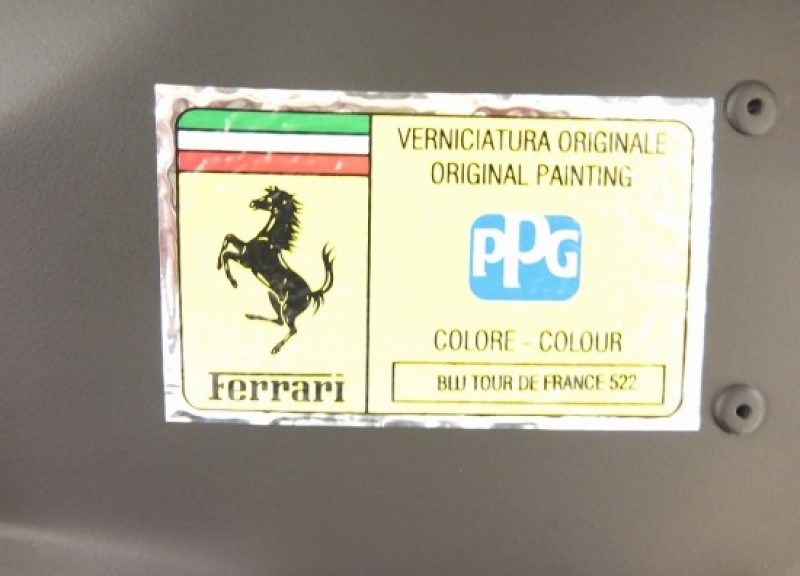 VERNICIATURA ORIGINALE
ORIGINAL PAINTING
PPG
COLORE - COLOUR
BLU TOUR DE FRANCE 522
Ferrari